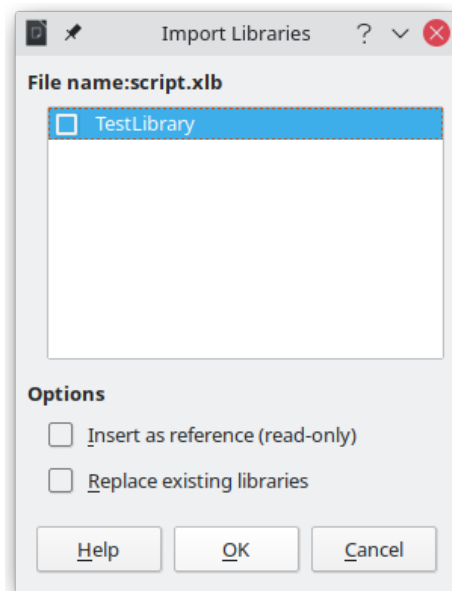 Import Libraries ?
File name:script.xlb
TestLibrary
Options
Insert as reference (read-only)
Replace existing libraries
Help OK Cancel